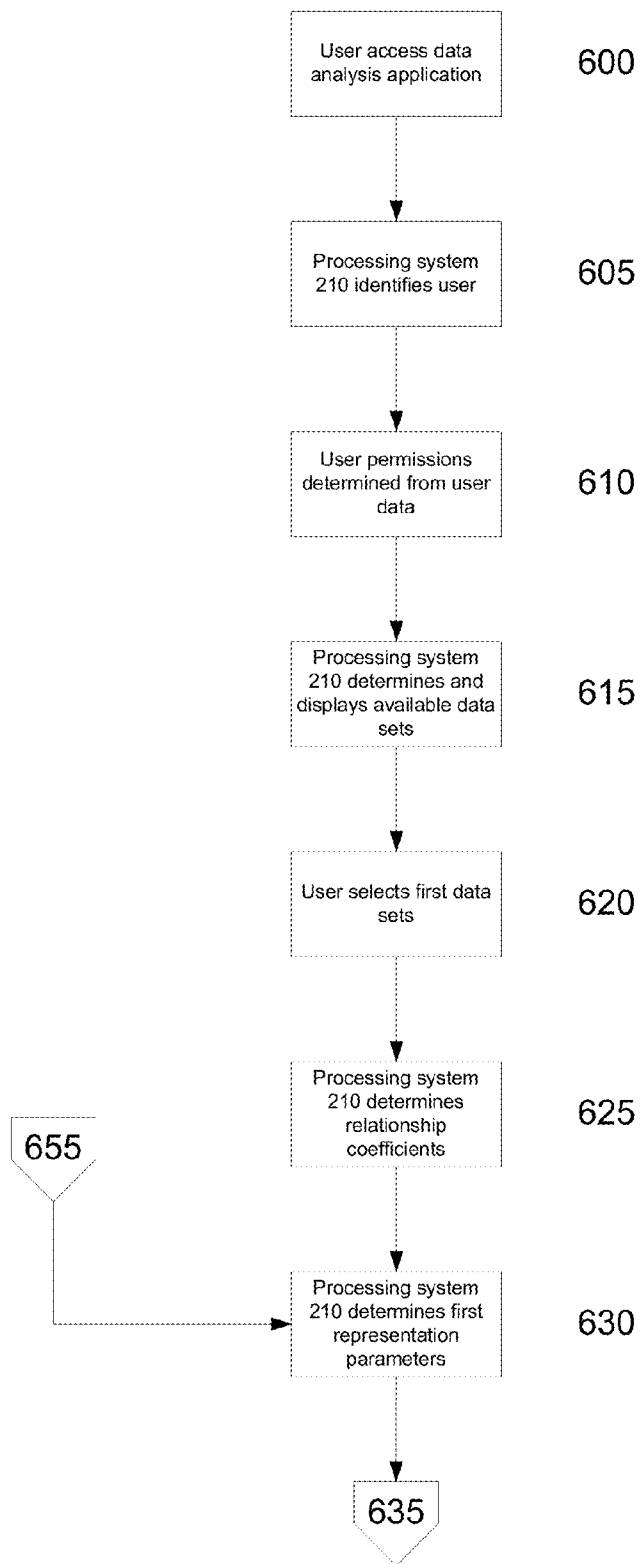 User access data
analysis application
600
Processing system
210 identifies user
605
User permissions
determined from user
data
610
Processing system
210 determines and
displays available data
sets
615
User selects first data
sets
620
Processing system
210 determines
relationship
coefficients
625
655
Processing system
210 determines first
representation
parameters
630
635